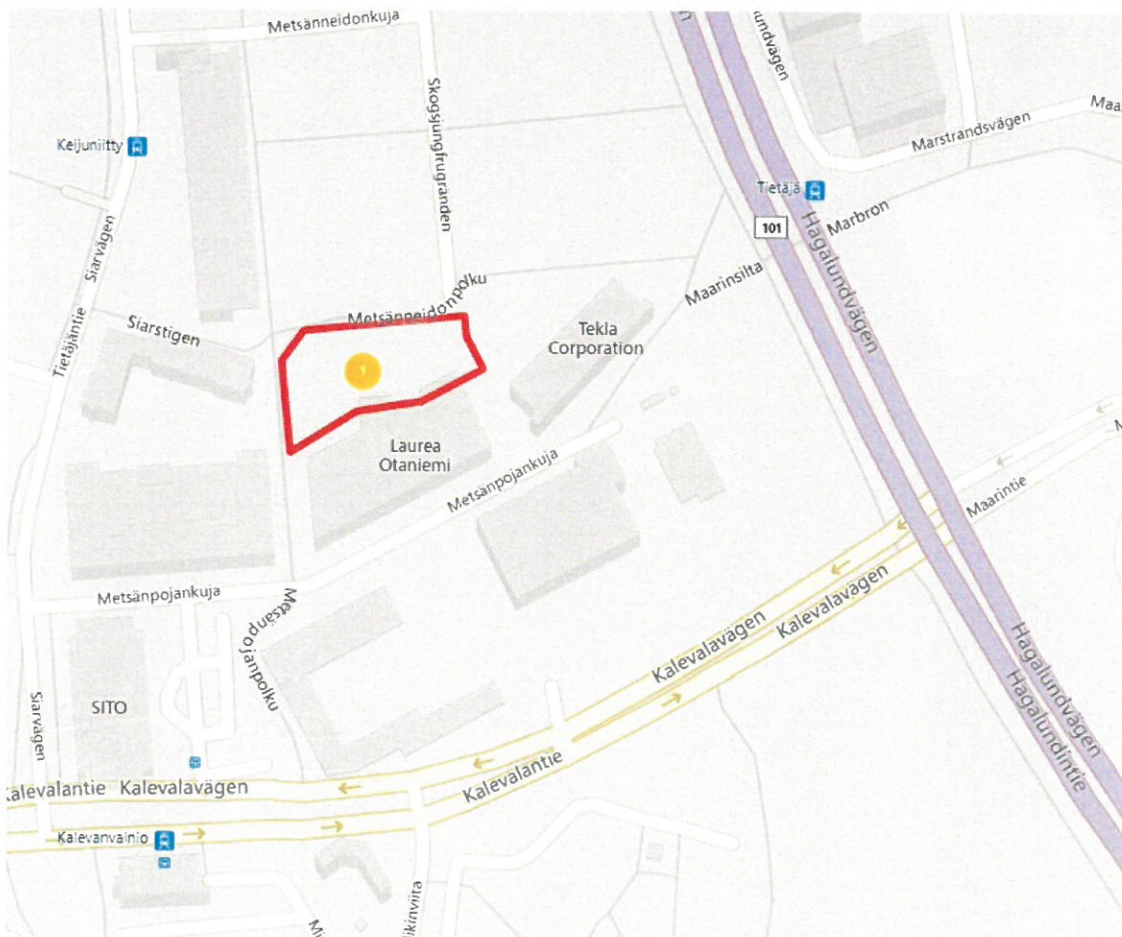 Metsänneidonkuja
Skogsjungfrugränden
Keijuniitty
Siarvägen
Tietäjäntie
Siarstigen
Metsänneidonpolku
1
Tekla
Corporation
Laurea
Otaniemi
Marstrandsvägen
Tietäjä
101
Marbron
Maarinsilta
Hagalundvägen
Maarintie
Metsänpojankuja
Metsänpojankuja
Metsänpojanpolku
Kalevalavägen
Kalevalavägen
SITO
Siarvägen
Kalevalantie
Hagalundvägen
Hagalundintie
Kalevalavägen
Kalevanvainio